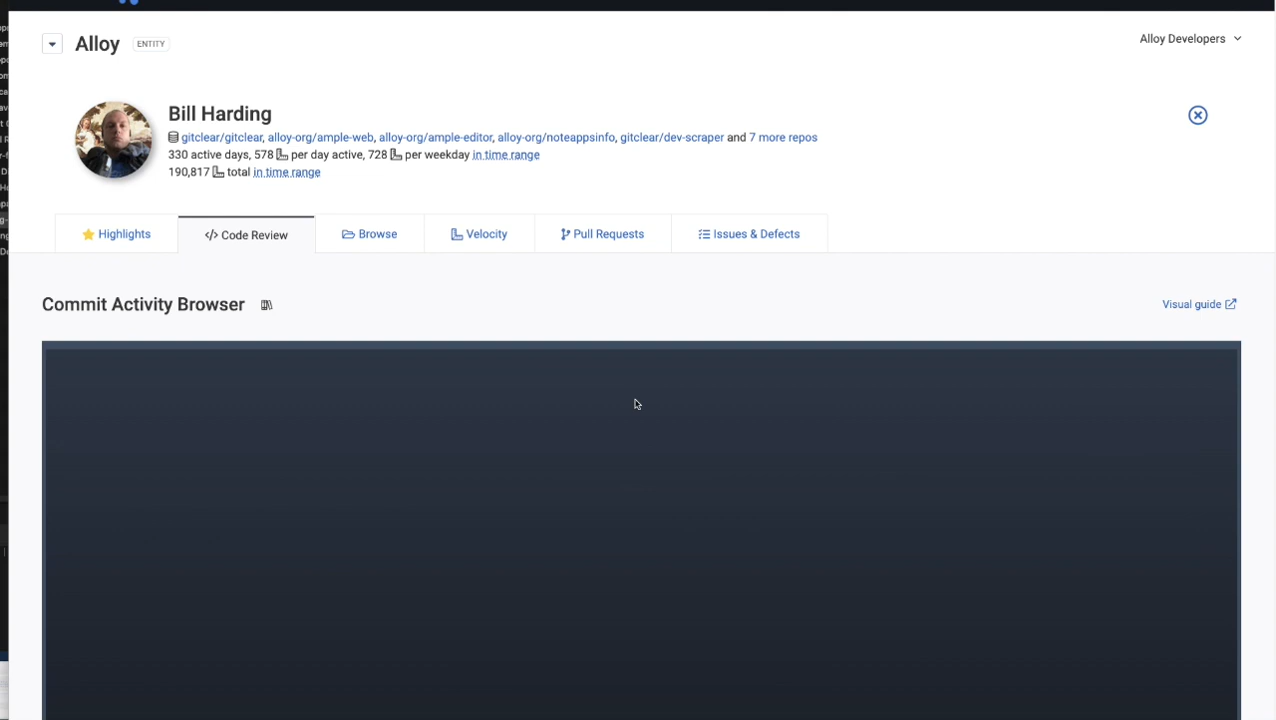 Alloy ENTITY
Alloy Developers
Bill Harding
gitclear/gitclear, alloy-org/ample-web, alloy-org/ample-editor, alloy-org/noteappsinfo, gitclear/dev-scraper and 7 more repos
330 active days, 578 per day active, 728 per weekday in time range
190,817 total in time range
Highlights
Code Review
Browse
Velocity
Pull Requests
Issues & Defects
Commit Activity Browser
Visual guide